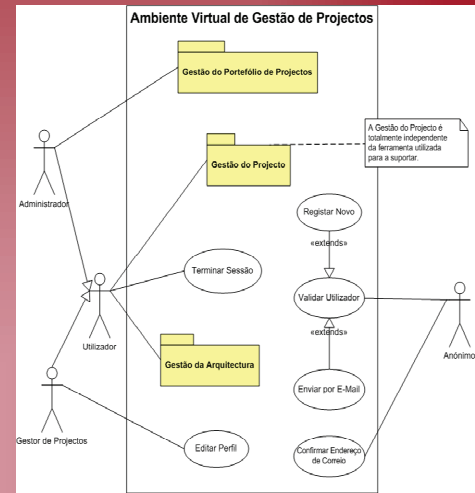 Ambiente Virtual de Gestão de Projectos
Gestão do Portefólio de Projectos
A Gestão do Projecto é
totalmente independente
da ferramenta utilizada
para a suportar.
Gestão do Projecto
Administrador
Registar Novo
«extends»
Terminar Sessão
Validar Utilizador
«extends»
Utilizador
Anónimo
Gestão da Arquitectura
Enviar por E-Mail
Gestor de Projectos
Editar Perfil
Confirmar Endereço
de Correio